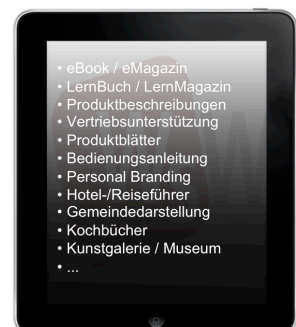 • eBook / eMagazin
• LernBuch / LernMagazin
• Produktbeschreibungen
• Vertriebsunterstützung
• Produktblätter
• Bedienungsanleitung
• Personal Branding
• Hotel-/Reiseführer
• Gemeindedarstellung
• Kochbücher
• Kunstgalerie / Museum
• ...